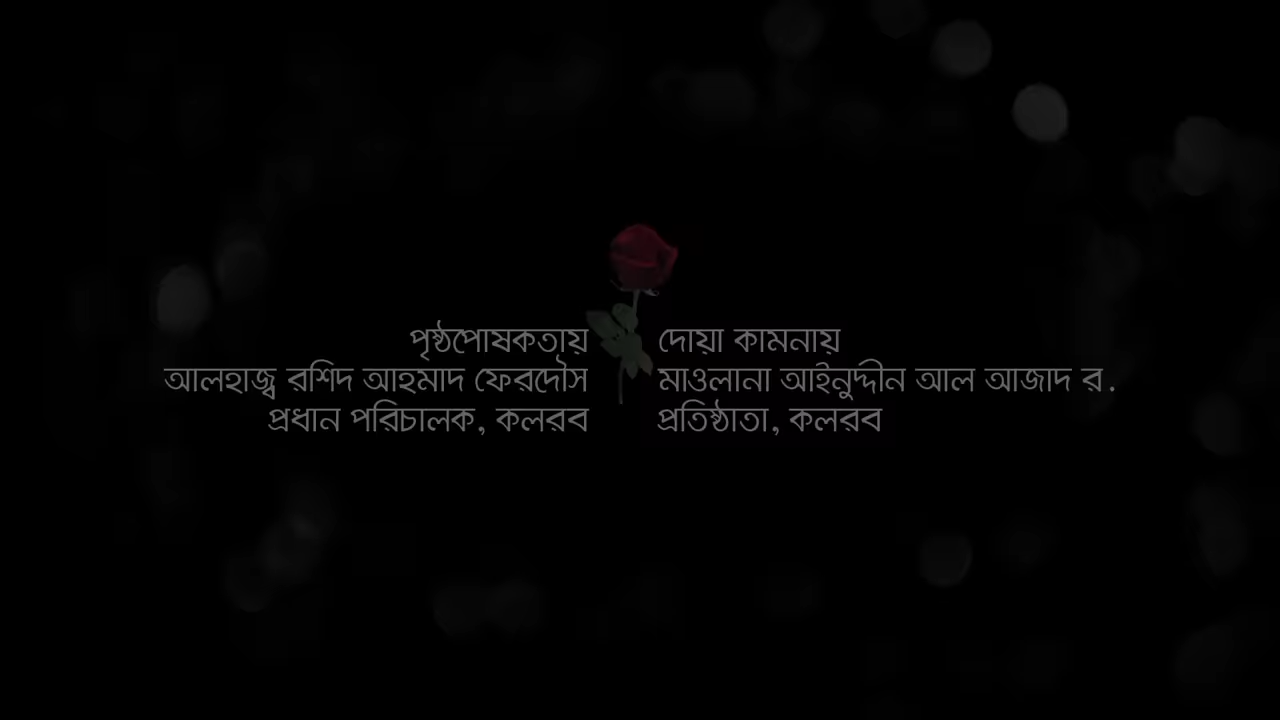 পৃষ্ঠপোষকতায়
আলহাজ্ব রশিদ আহমাদ ফেরদৌস
প্রধান পরিচালক, কলরব
দোয়া কামনায়
মাওলানা আইনুদ্দীন আল আজাদ র.
প্রতিষ্ঠাতা, কলরব